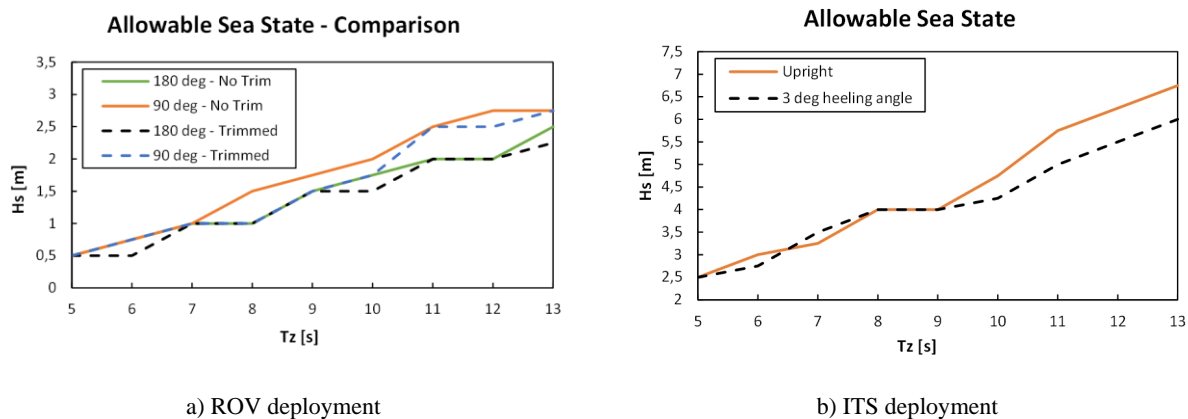 Allowable Sea State - Comparison
3,5
3
2,5
2
1,5
1
0,5
0
Hs [m]
180 deg - No Trim
90 deg - No Trim
180 deg - Trimmed
90 deg - Trimmed
5 6 7 8 9 10 11 12 13
Tz [s]
a) ROV deployment
Allowable Sea State
7,5
7
6,5
6
5,5
5
4,5
4
3,5
3
2,5
2
Hs [m]
Upright
3 deg heeling angle
5 6 7 8 9 10 11 12 13
Tz [s]
b) ITS deployment